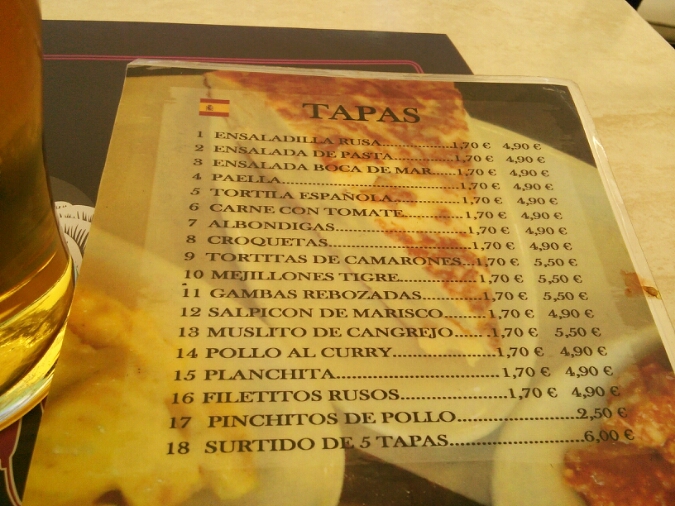 TAPAS
1 ENSALADILLA RUSA..................1,70 € 4,90 €
2 ENSALADA DE PASTA...............1,70 € 4,90 €
3 ENSALADA BOCA DE MAR.....1,70 € 4,90 €
4 PAELLA.............................................1,70 € 4,90 €
5 TORTILA ESPAÑOLA.................1,70 € 4,90 €
6 CARNE CON TOMATE...............1,70 € 4,90 €
7 ALBONDIGAS.................................1,70 € 4,90 €
8 CROQUETAS...................................1,70 € 4,90 €
9 TORTITAS DE CAMARONES...1,70 € 5,50 €
10 MEJILLONES TIGRE...................1,70 € 5,50 €
11 GAMBAS REBOZADAS...............1,70 € 5,50 €
12 SALPICON DE MARISCO............1,70 € 4,90 €
13 MUSLITO DE CANGREJO..........1,70 € 5,50 €
14 POLLO AL CURRY.........................1,70 € 4,90 €
15 PLANCHITA....................................1,70 € 4,90 €
16 FILETITOS RUSOS.........................1,70 € 4,90 €
17 PINCHITOS DE POLLO..........................2,50 €
18 SURTIDO DE 5 TAPAS.............................6,00 €